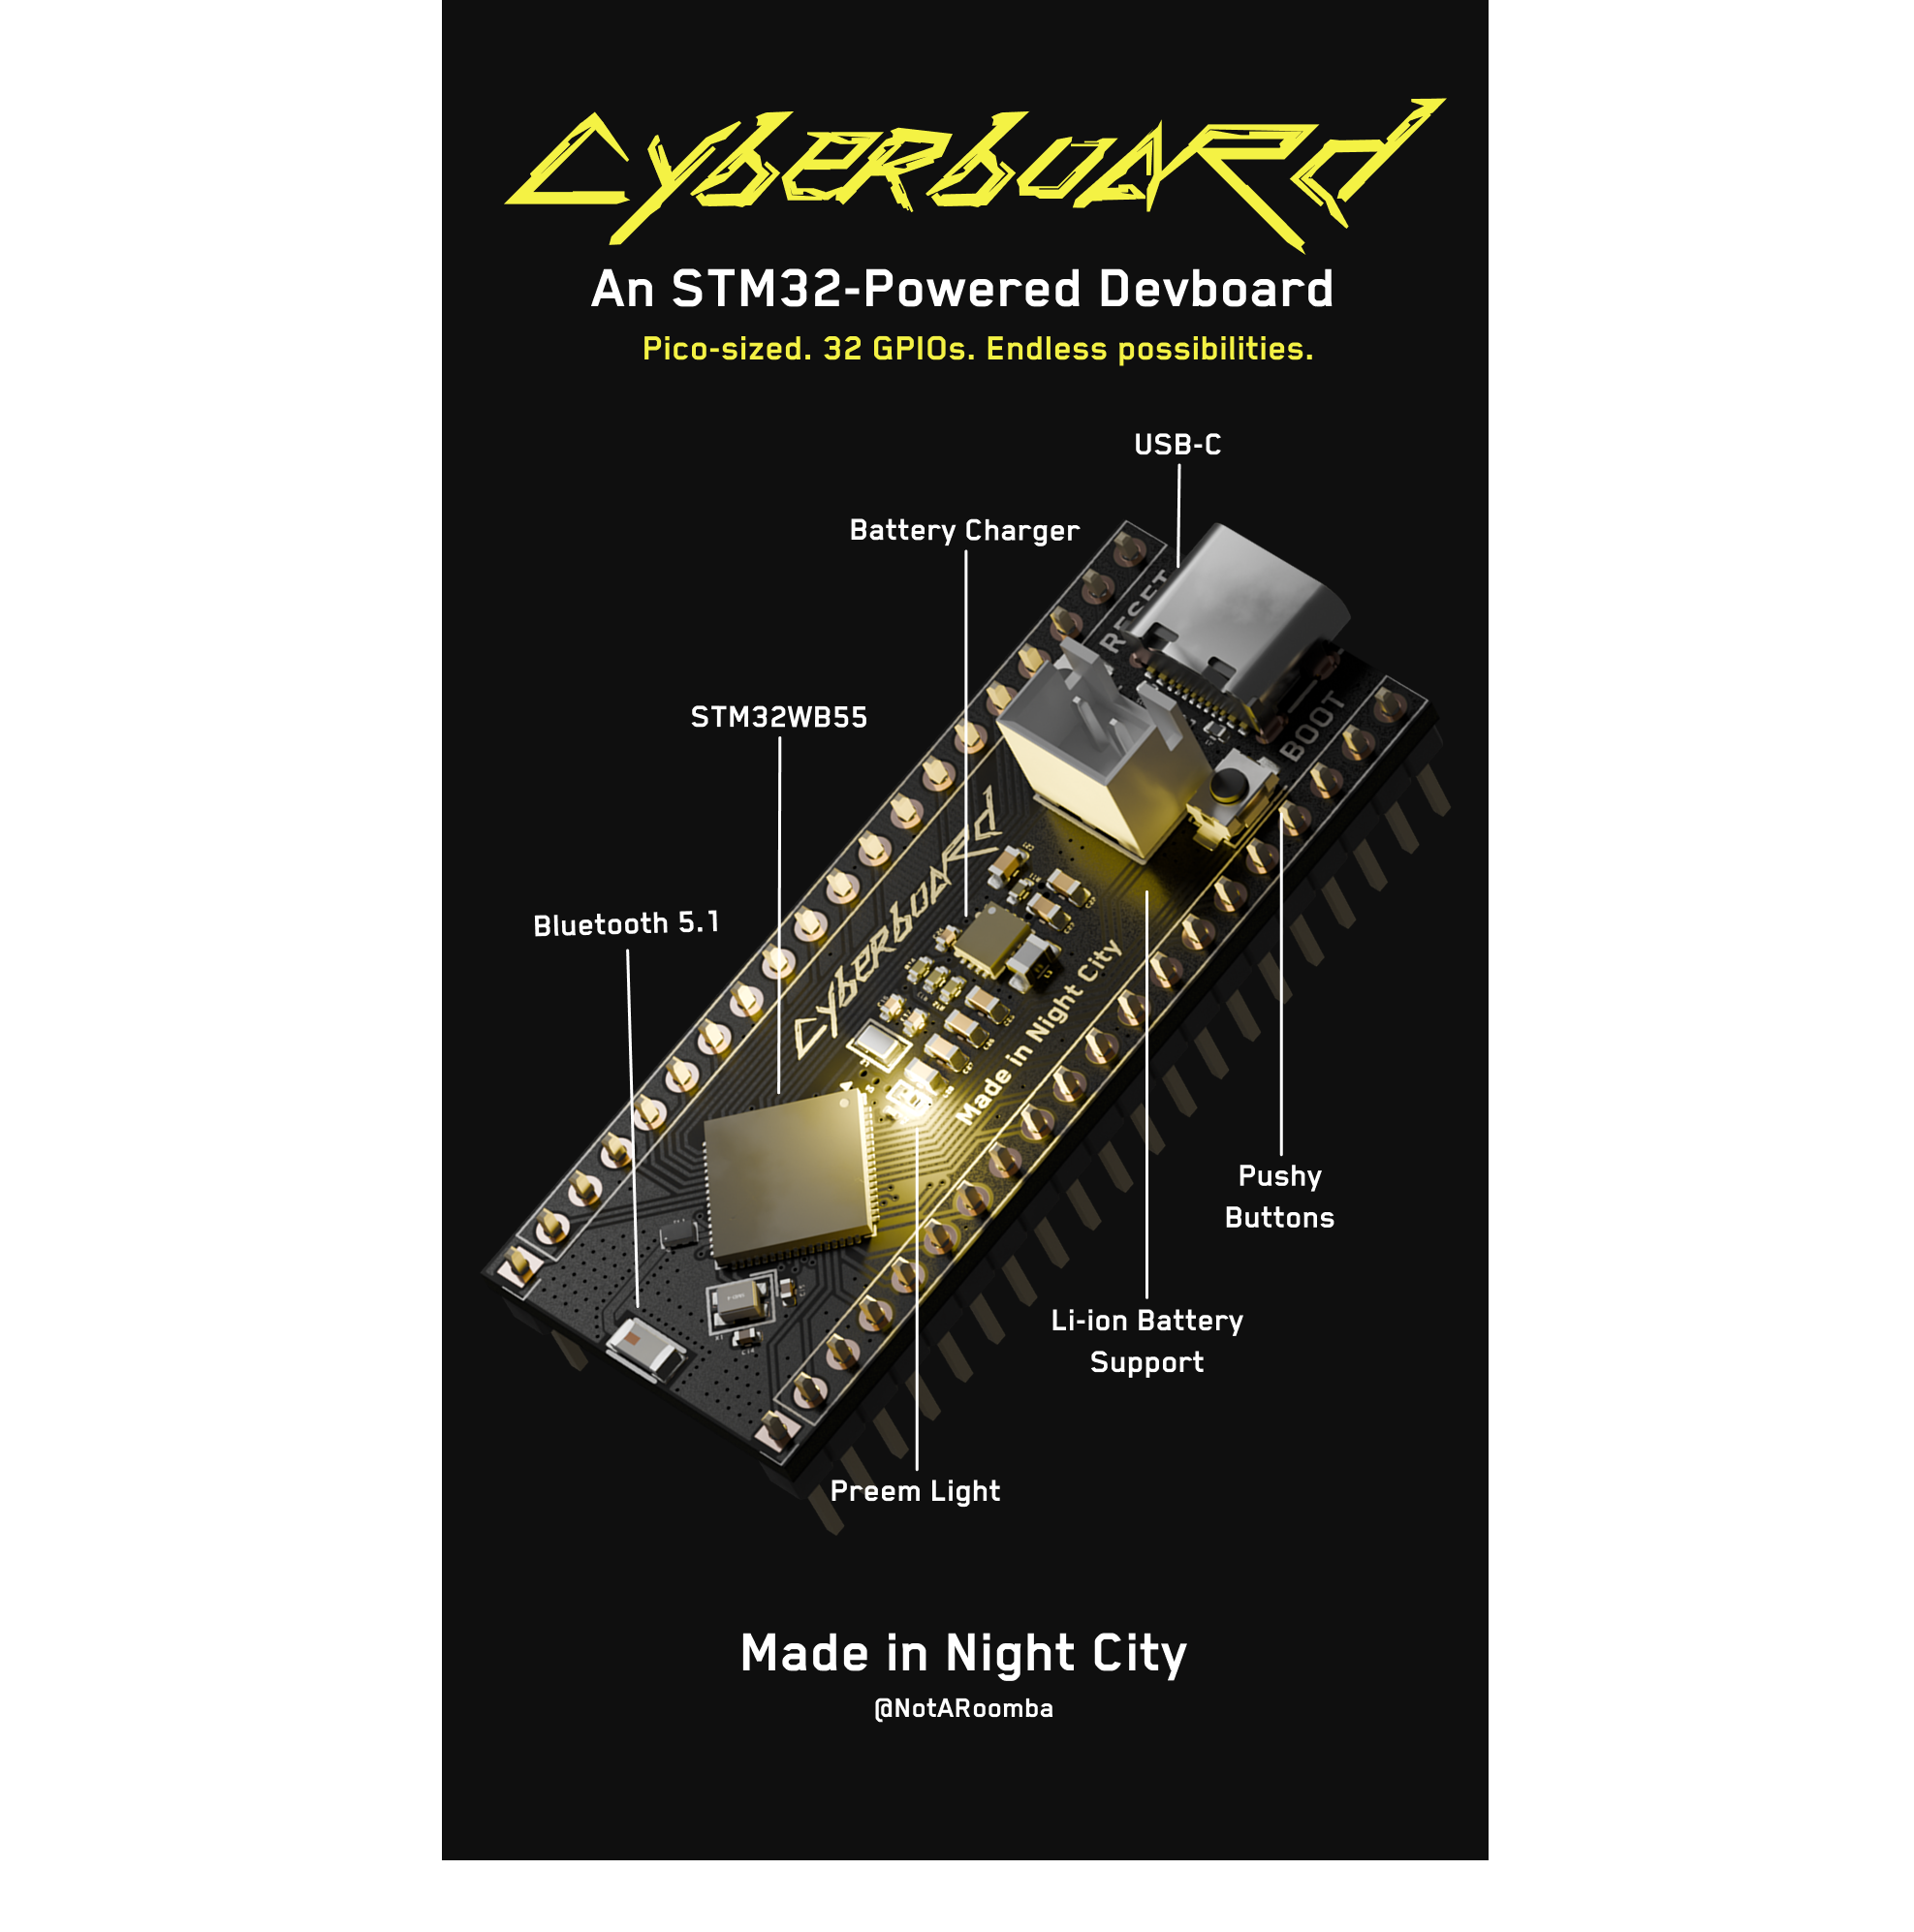 CyberboaRd
An STM32-Powered Devboard
Pico-sized. 32 GPIOs. Endless possibilities.
USB-C
Battery Charger
RESET
STM32WB55
BOOT
CyberboaRd
Bluetooth 5.1
Made in Night City
Pushy
Buttons
Li-ion Battery
Support
Preem Light
Made in Night City
@NotARoomba